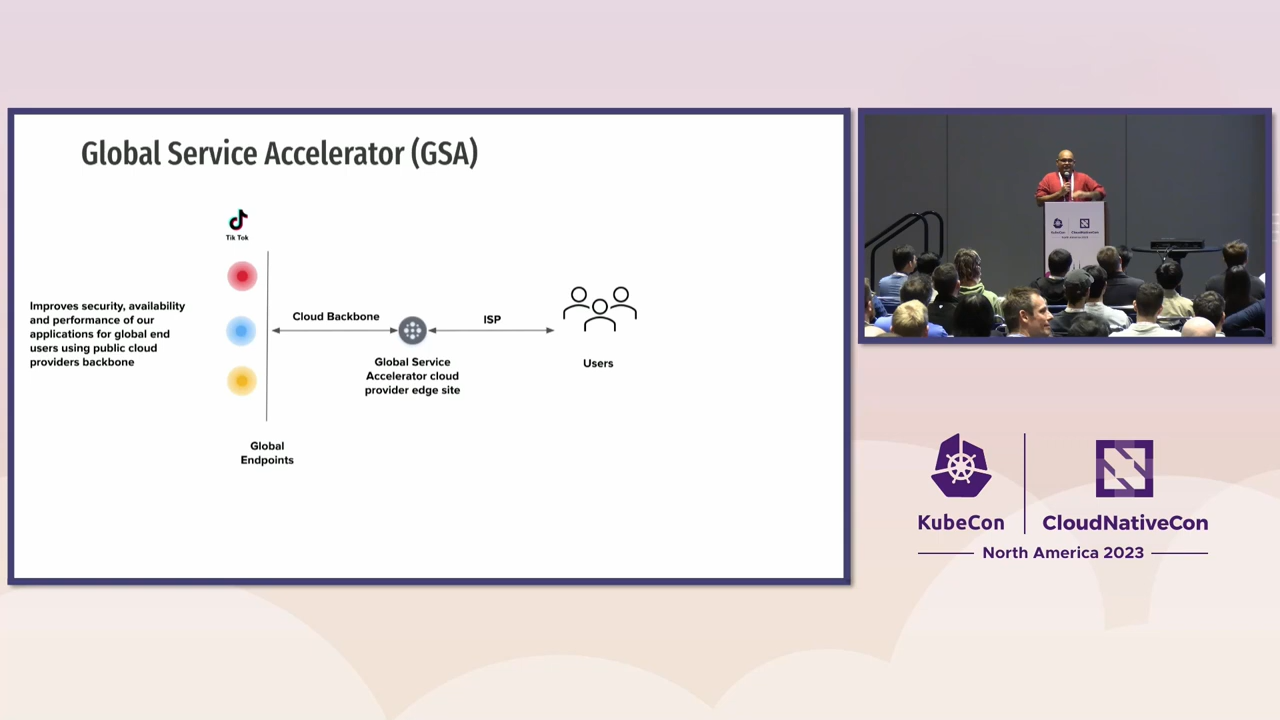 Global Service Accelerator (GSA)
Tik Tok
Improves security, availability
and performance of our
applications for global end
users using public cloud
providers backbone
Cloud Backbone
ISP
Global Service
Accelerator cloud
provider edge site
Users
Global
Endpoints
KubeCon
CloudNativeCon
KubeCon
CloudNativeCon
North America 2023